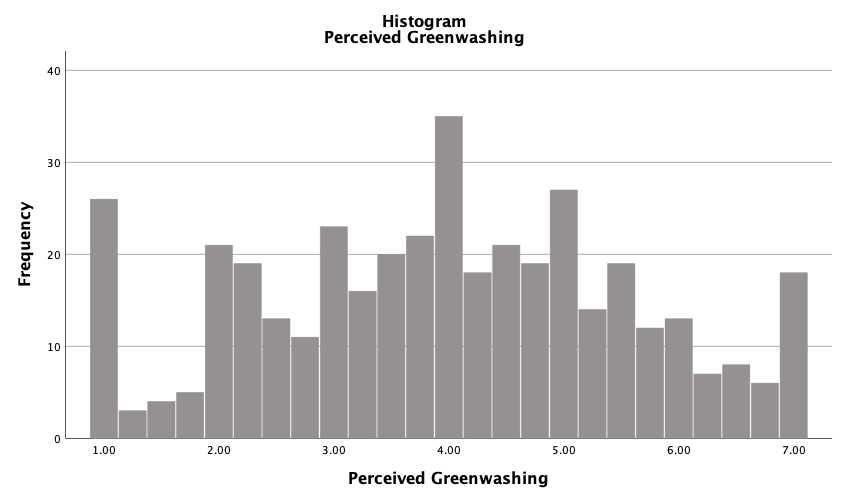 Histogram
Perceived Greenwashing
40
30
20
10
0
Frequency
1.00 2.00 3.00 4.00 5.00 6.00 7.00
Perceived Greenwashing